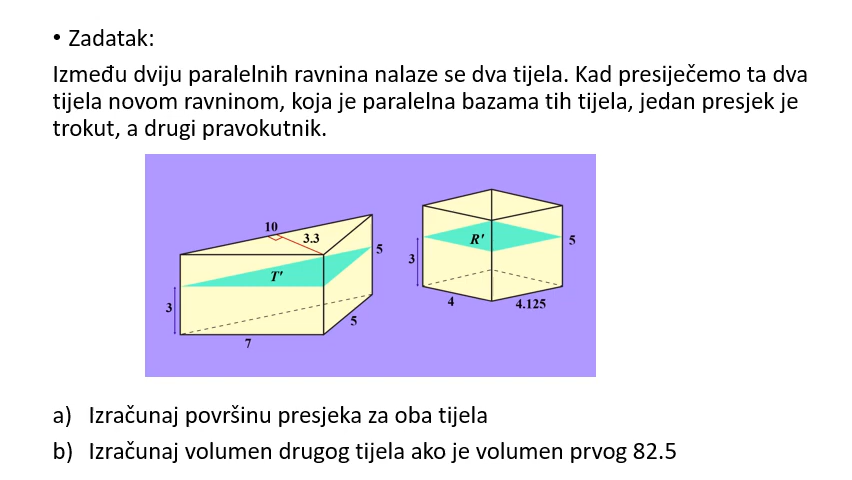 • Zadatak:
Između dviju paralelnih ravnina nalaze se dva tijela. Kad presiječemo ta dva
tijela novom ravninom, koja je paralelna bazama tih tijela, jedan presjek je
trokut, a drugi pravokutnik.
10
3.3
5
T'
3
5
7
R'
5
3
4
4.125
a) Izračunaj površinu presjeka za oba tijela
b) Izračunaj volumen drugog tijela ako je volumen prvog 82.5